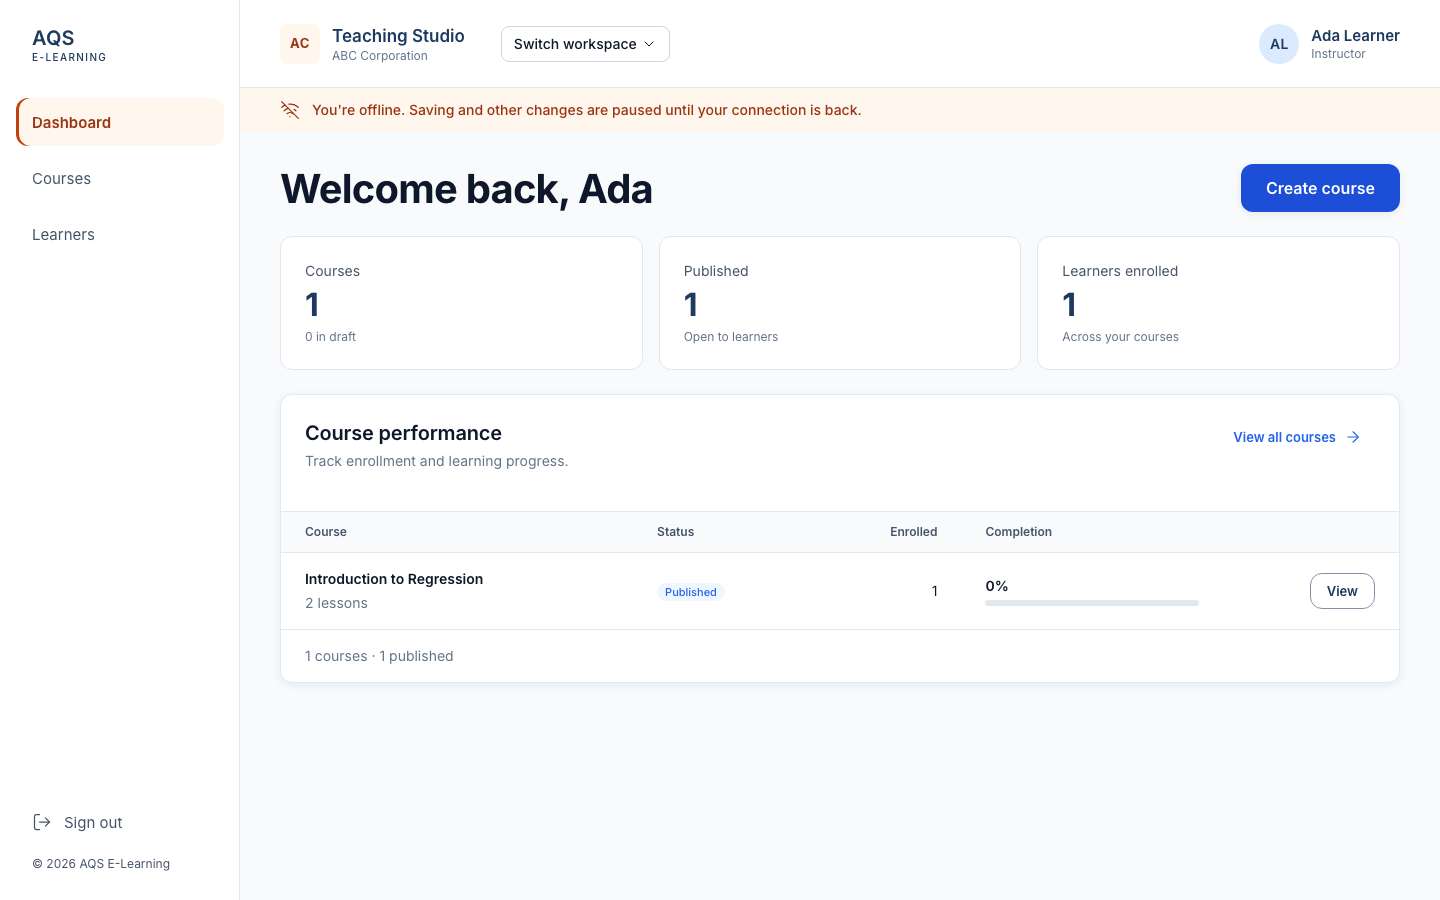 AQS
E-LEARNING
Dashboard
Courses
Learners
Sign out
© 2026 AQS E-Learning
AC
Teaching Studio
ABC Corporation
Switch workspace
AL
Ada Learner
Instructor
You're offline. Saving and other changes are paused until your connection is back.
Welcome back, Ada
Create course
Courses
1
0 in draft
Published
1
Open to learners
Learners enrolled
1
Across your courses
Course performance
Track enrollment and learning progress.
View all courses
Course Status Enrolled Completion
Introduction to Regression
2 lessons
Published
1
0%
View
1 courses · 1 published